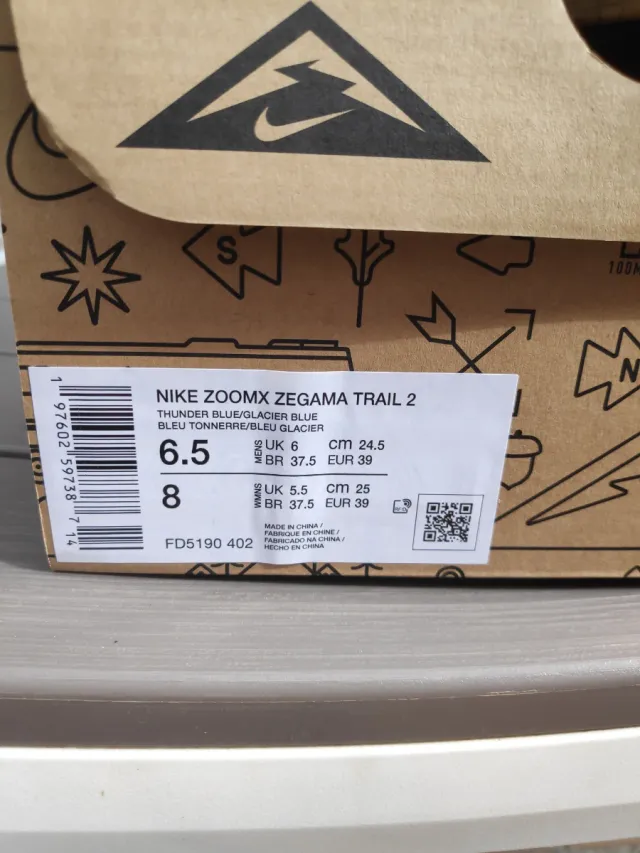 S
100
N
NIKE ZOOMX ZEGAMA TRAIL 2
THUNDER BLUE/GLACIER BLUE
BLEU TONNERRE/BLEU GLACIER
6.5 MENS UK 6 cm 24.5
BR 37.5 EUR 39
8 WMNS UK 5.5 cm 25
BR 37.5 EUR 39
FD5190 402
MADE IN CHINA /
FABRIQUE EN CHINE /
FABRICADO NA CHINA /
HECHO EN CHINA
1 97602 59738 7 14